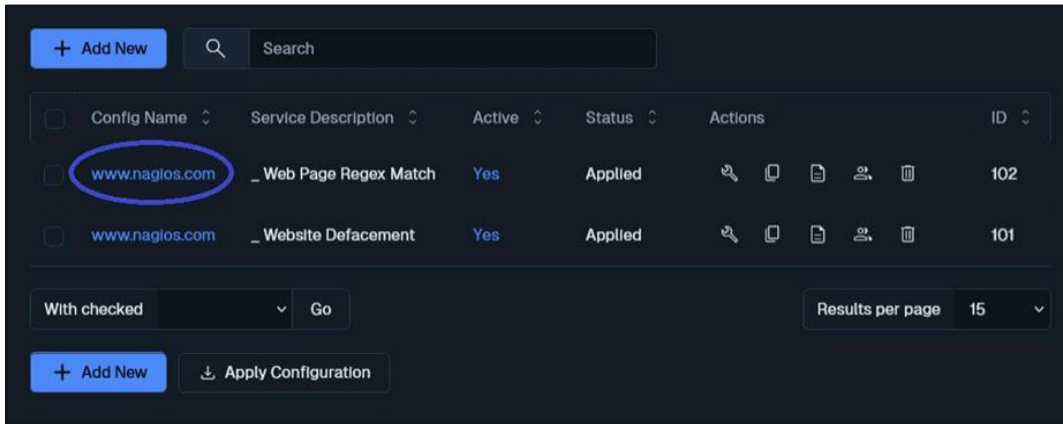 + Add New Search
Config Name Service Description Active Status Actions ID
www.nagios.com _ Web Page Regex Match Yes Applied 102
www.nagios.com _ Website Defacement Yes Applied 101
With checked Go Results per page 15
+ Add New Apply Configuration